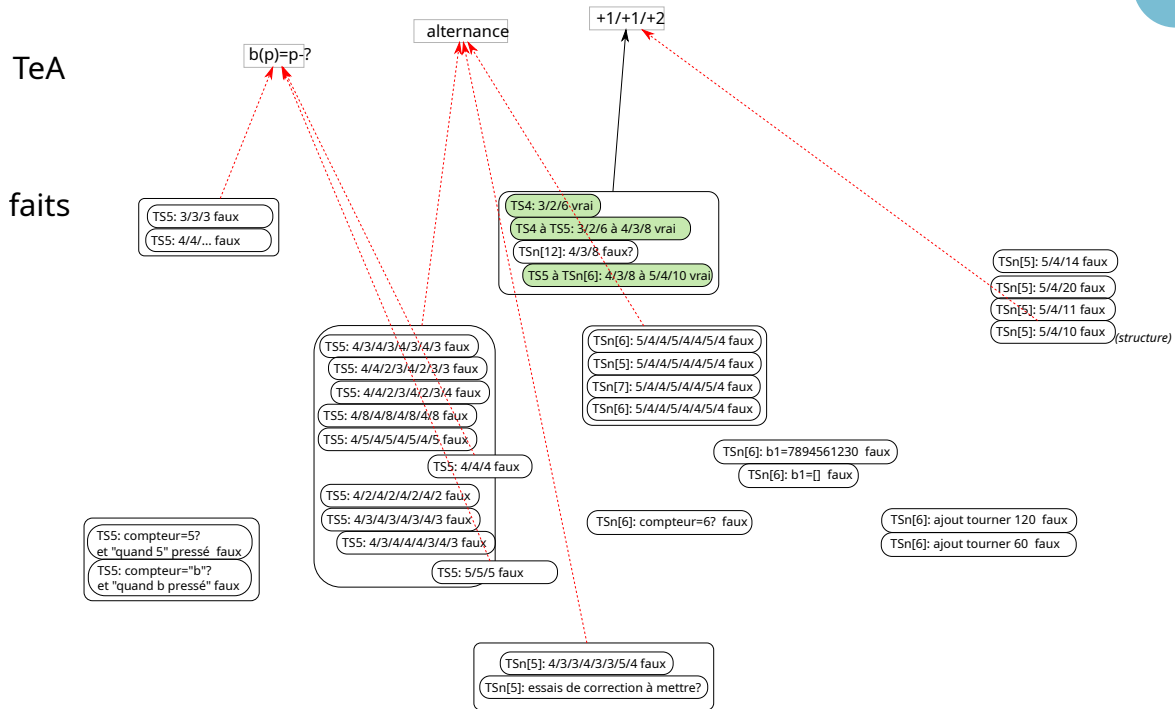 +1/+1/+2
alternance
b(p)=p-?
TeA
faits
TS5: 3/3/3 faux
TS5: 4/4/... faux
TS4: 3/2/6 vrai
TS4 à TS5: 3/2/6 à 4/3/8 vrai
TSn[12]: 4/3/8 faux?
TS5 à TSn[6]: 4/3/8 à 5/4/10 vrai
TSn[5]: 5/4/14 faux
TSn[5]: 5/4/20 faux
TSn[5]: 5/4/11 faux
TSn[5]: 5/4/10 faux
(structure)
TS5: 4/3/4/3/4/3/4/3 faux
TS5: 4/4/2/3/4/2/3/3 faux
TS5: 4/4/2/3/4/2/3/4 faux
TS5: 4/8/4/8/4/8/4/8 faux
TS5: 4/5/4/5/4/5/4/5 faux
TS5: 4/4/4 faux
TS5: 4/2/4/2/4/2/4/2 faux
TS5: 4/3/4/3/4/3/4/3 faux
TS5: 4/3/4/4/4/3/4/3 faux
TS5: 5/5/5 faux
TSn[6]: 5/4/4/5/4/4/5/4 faux
TSn[5]: 5/4/4/5/4/4/5/4 faux
TSn[7]: 5/4/4/5/4/4/5/4 faux
TSn[6]: 5/4/4/5/4/4/5/4 faux
TSn[6]: b1=7894561230 faux
TSn[6]: b1=[] faux
TSn[6]: compteur=6? faux
TSn[6]: ajout tourner 120 faux
TSn[6]: ajout tourner 60 faux
TS5: compteur=5?
et "quand 5" pressé faux
TS5: compteur="b"?
et "quand b pressé" faux
TSn[5]: 4/3/3/4/3/3/5/4 faux
TSn[5]: essais de correction à mettre?